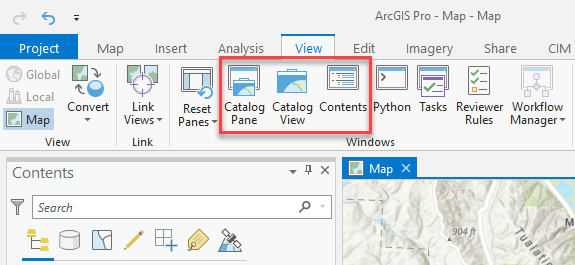 ArcGIS Pro - Map - Map
Project Map Insert Analysis View Edit Imagery Share CIM
Global
Local
Map
Convert
Link
Views
Reset
Panes
Catalog
Pane
Catalog
View
Contents
Python
Tasks
Reviewer
Rules
Workflow
Manager
View Link Windows
Contents
Search
Map
904 ft
Tualatin
M